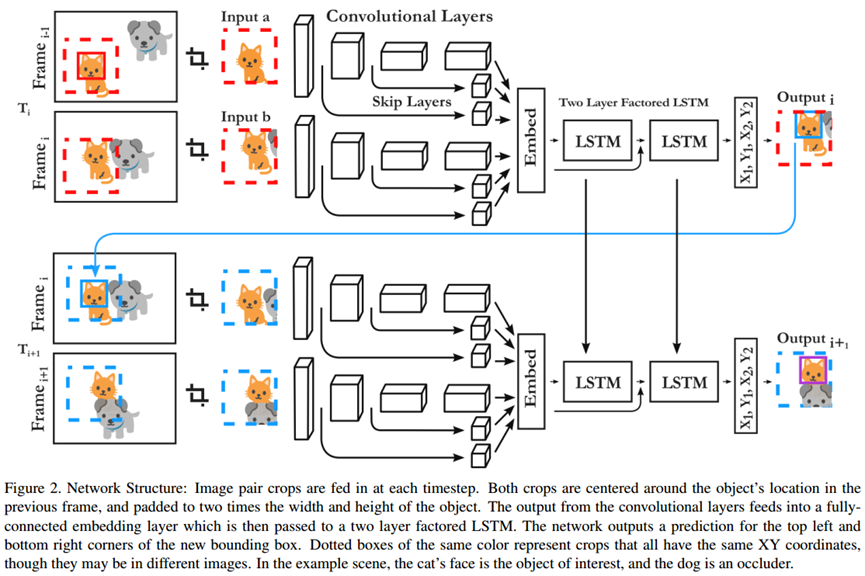 Frame i-1
Input a
Convolutional Layers
Skip Layers
T i
Frame i
Input b
Embed
Two Layer Factored LSTM
LSTM
LSTM
X1, Y1, X2, Y2
Output i
Frame i
T i+1
Frame i+1
Embed
LSTM
LSTM
X1, Y1, X2, Y2
Output i+1
Figure 2. Network Structure: Image pair crops are fed in at each timestep. Both crops are centered around the object's location in the
previous frame, and padded to two times the width and height of the object. The output from the convolutional layers feeds into a fully-
connected embedding layer which is then passed to a two layer factored LSTM. The network outputs a prediction for the top left and
bottom right corners of the new bounding box. Dotted boxes of the same color represent crops that all have the same XY coordinates,
though they may be in different images. In the example scene, the cat's face is the object of interest, and the dog is an occluder.